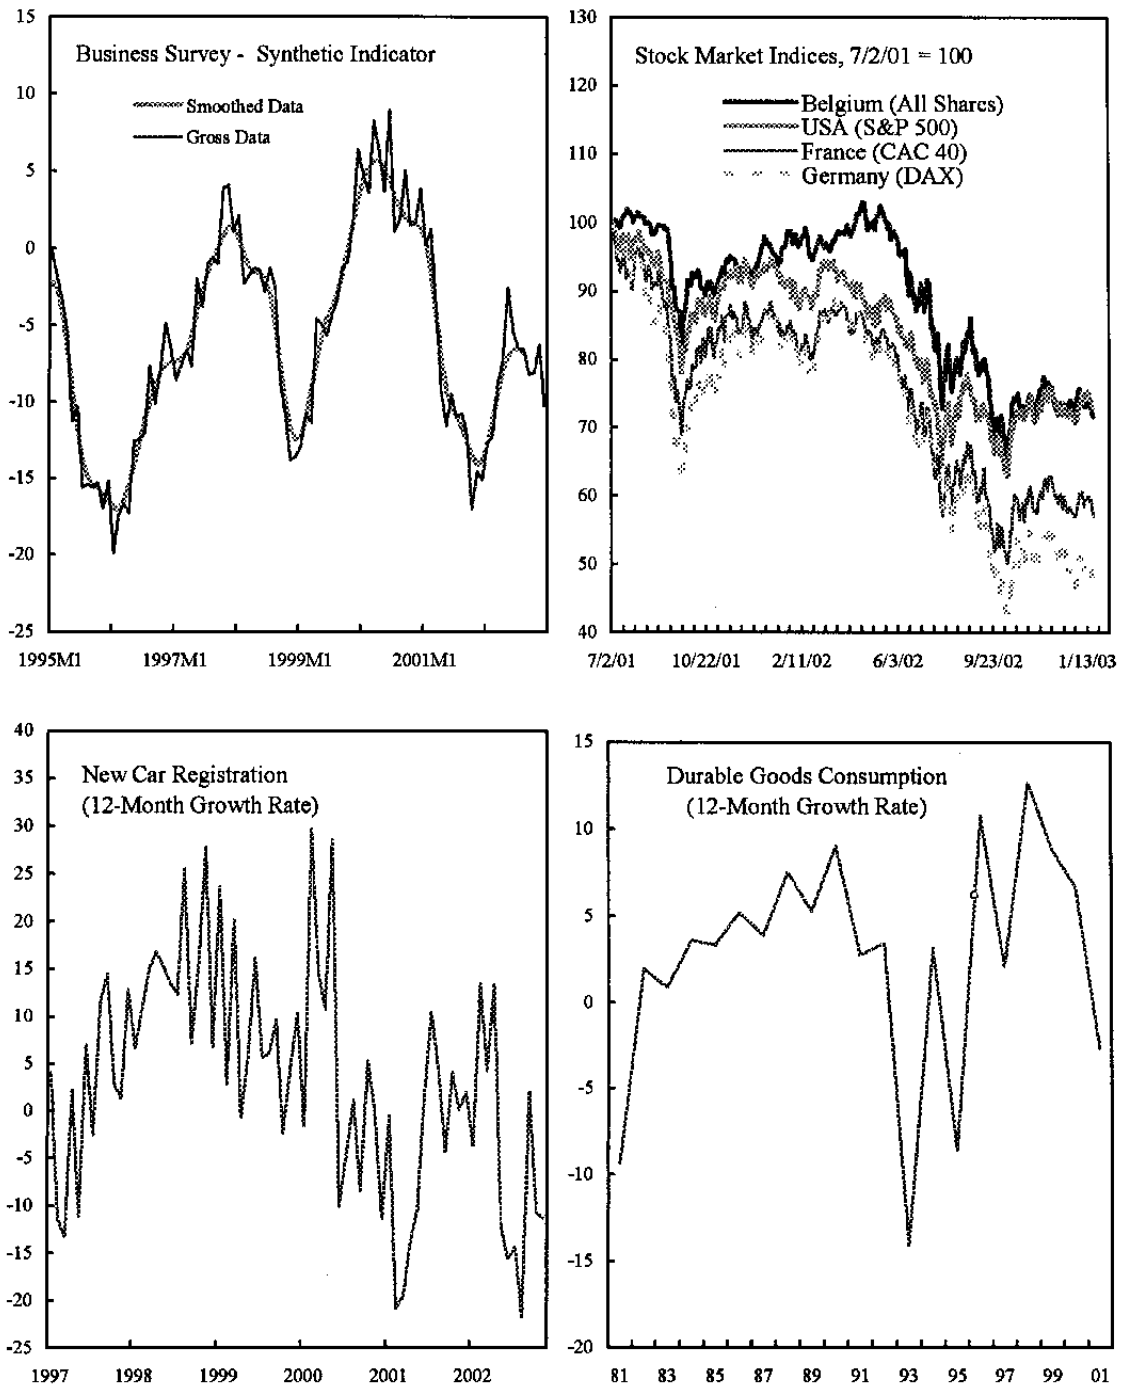 15
10
5
0
-5
-10
-15
-20
-25
Business Survey - Synthetic Indicator
Smoothed Data
Gross Data
1995M1 1997M1 1999M1 2001M1
130
120
110
100
90
80
70
60
50
40
Stock Market Indices, 7/2/01 = 100
Belgium (All Shares)
USA (S&P 500)
France (CAC 40)
Germany (DAX)
7/2/01 10/22/01 2/11/02 6/3/02 9/23/02 1/13/03
40
35
30
25
20
15
10
5
0
-5
-10
-15
-20
-25
New Car Registration
(12-Month Growth Rate)
1997 1998 1999 2000 2001 2002
15
10
5
0
-5
-10
-15
-20
Durable Goods Consumption
(12-Month Growth Rate)
81 83 85 87 89 91 93 95 97 99 01